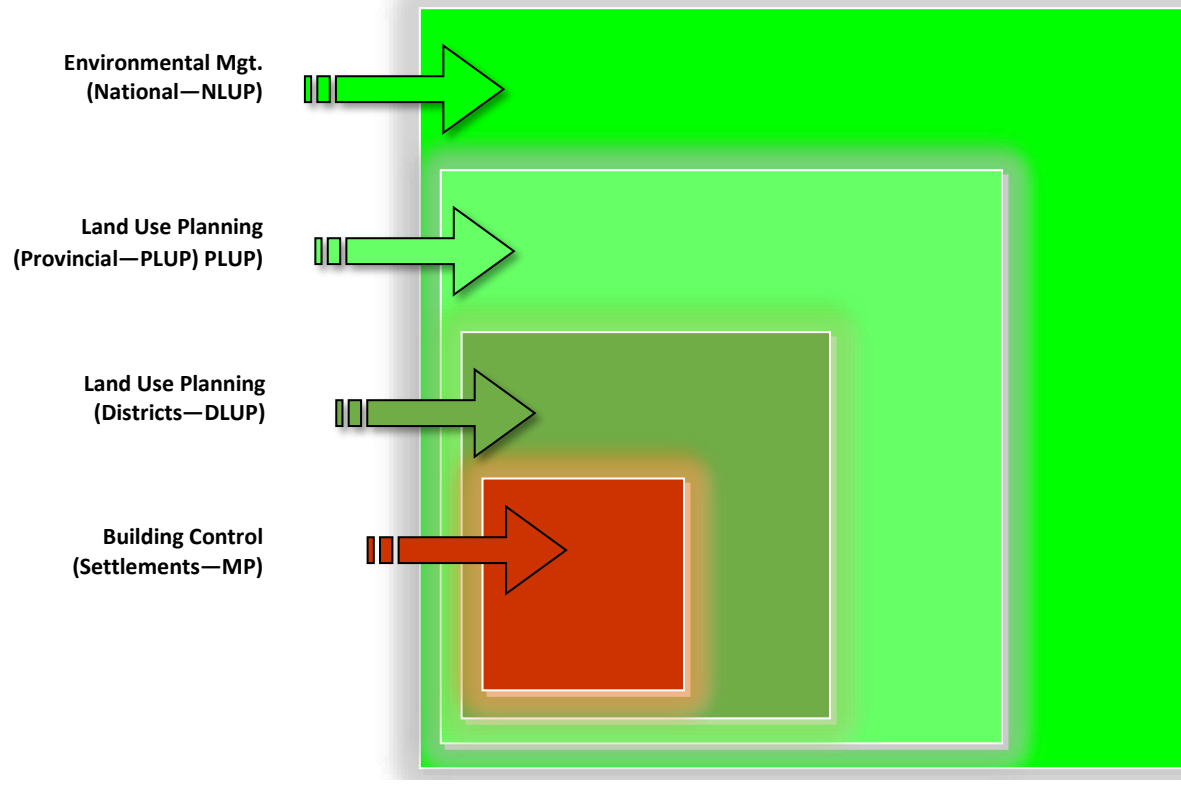 Environmental Mgt.
(National—NLUP)
Land Use Planning
(Provincial—PLUP) PLUP)
Land Use Planning
(Districts—DLUP)
Building Control
(Settlements—MP)